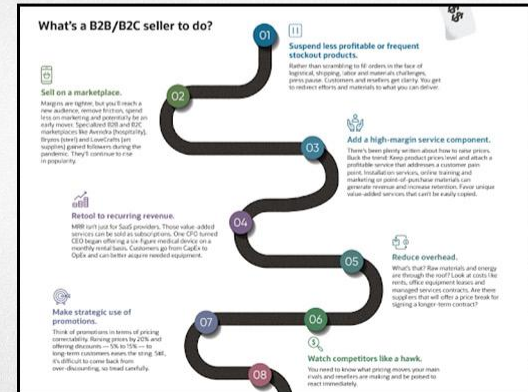 What's a B2B/B2C seller to do?
01
Suspend less profitable or frequent
stockout products.
Rather than scrambling to fill orders in the face of
logistical, shipping, labor and materials challenges,
press pause. Customers and resellers get clarity. You get
to redirect efforts and materials to what you can deliver.
02
Sell on a marketplace.
Margins are tighter, but you'll reach a
new audience, remove friction, spend
less on marketing and potentially be an
early mover. Specialized B2B and B2C
marketplaces like Avendra (hospitality),
Bryzos (steel) and LoveCrafts (art
supplies) gained followers during the
pandemic. They'll continue to rise
in popularity.
03
Add a high-margin service component.
There's been plenty written about how to raise prices.
Buck the trend: Keep product prices level and attach a
profitable service that addresses a customer pain
point. Installation services, online training and
marketing or point-of-purchase materials can
generate revenue and increase retention. Favor unique
value-added services that can't be easily copied.
04
Retool to recurring revenue.
MRR isn't just for SaaS providers. Those value-added
services can be sold as subscriptions. One CFO turned
CEO began offering a six-figure medical device on a
monthly rental basis. Customers go from CapEx to
OpEx and can better acquire needed equipment.
05
Reduce overhead.
What's that? Raw materials and energy
are through the roof? Look at costs like
rents, office equipment leases and
managed services contracts. Are there
suppliers that will offer a price break for
signing a longer-term contract?
06
Watch competitors like a hawk.
You need to know what pricing moves your main
rivals and resellers are making and be poised to
react immediately.
07
Make strategic use of
promotions.
Think of promotions in terms of pricing
correctability. Raising prices by 20% and
offering discounts — 5% to 15% — to
long-term customers eases the sting. Still,
it's difficult to come back from
over-discounting, so tread carefully.
08